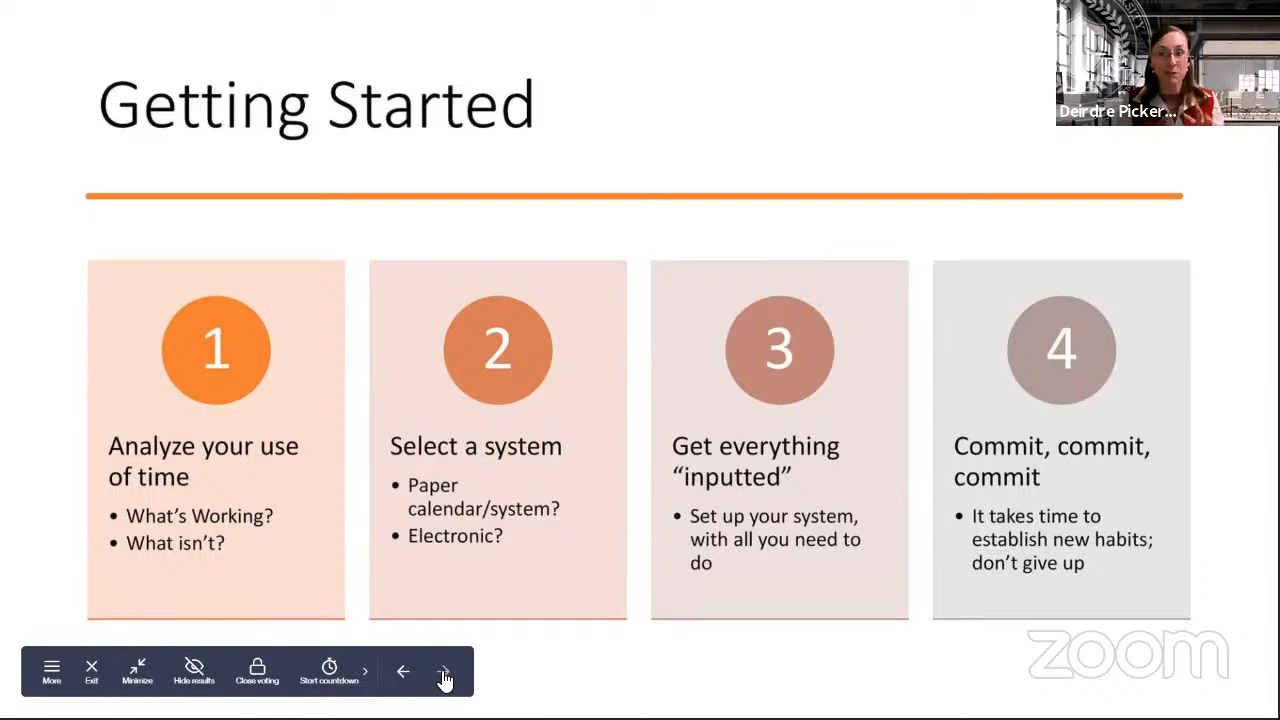 Getting Started
Deirdre Picker...
1
Analyze your use
of time
• What's Working?
• What isn't?
2
Select a system
• Paper
calendar/system?
• Electronic?
3
Get everything
“inputted”
• Set up your system,
with all you need to
do
4
Commit, commit,
commit
• It takes time to
establish new habits;
don't give up
zoom
More
Exit
Minimize
Hide results
Close voting
Start countdown